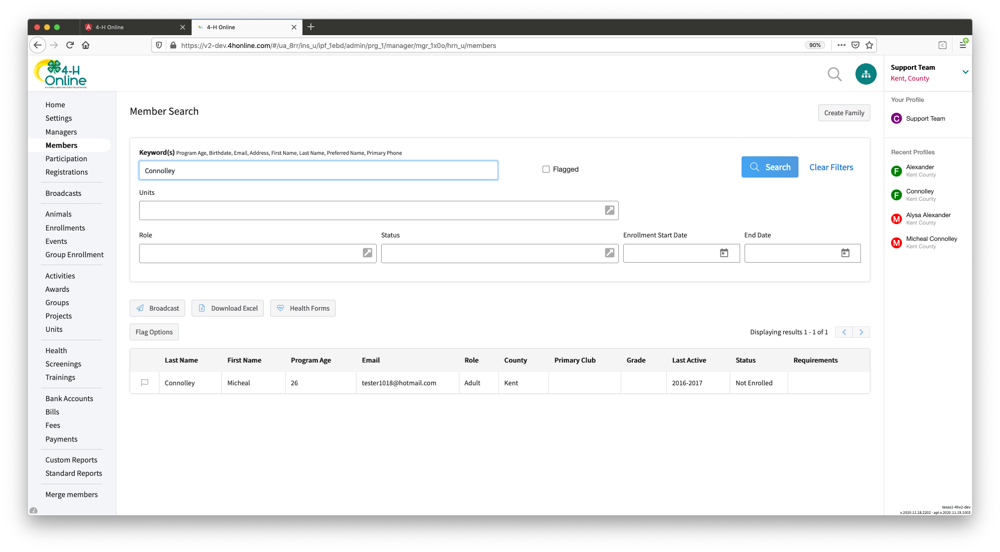 4-H Online
4-H Online
https://v2-dev.4honline.com/#/ua_8rr/ins_u/ipf_1ebd/admin/prg_1/manager/mgr_1x0o/hrn_u/members
90%
4-H
Online
4-H ENROLLMENT AND EVENT REGISTRATION
Support Team
Kent, County
Home
Settings
Managers
Members
Participation
Registrations
Broadcasts
Animals
Enrollments
Events
Group Enrollment
Activities
Awards
Groups
Projects
Units
Health
Screenings
Trainings
Bank Accounts
Bills
Fees
Payments
Custom Reports
Standard Reports
Merge members
Member Search
Create Family
Keyword(s) Program Age, Birthdate, Email, Address, First Name, Last Name, Preferred Name, Primary Phone
Connolley
Flagged
Search
Clear Filters
Units
Role
Status
Enrollment Start Date
End Date
Broadcast
Download Excel
Health Forms
Flag Options
Displaying results 1 - 1 of 1
Last Name First Name Program Age Email Role County Primary Club Grade Last Active Status Requirements
Connolley Micheal 26 tester1018@hotmail.com Adult Kent 2016-2017 Not Enrolled
Your Profile
C Support Team
Recent Profiles
F Alexander
Kent County
F Connolley
Kent County
M Alysa Alexander
Kent County
M Micheal Connolley
Kent County
texas1-4hv2-dev
v.2020.11.18.2202 - api.v.2020.11.19.1003